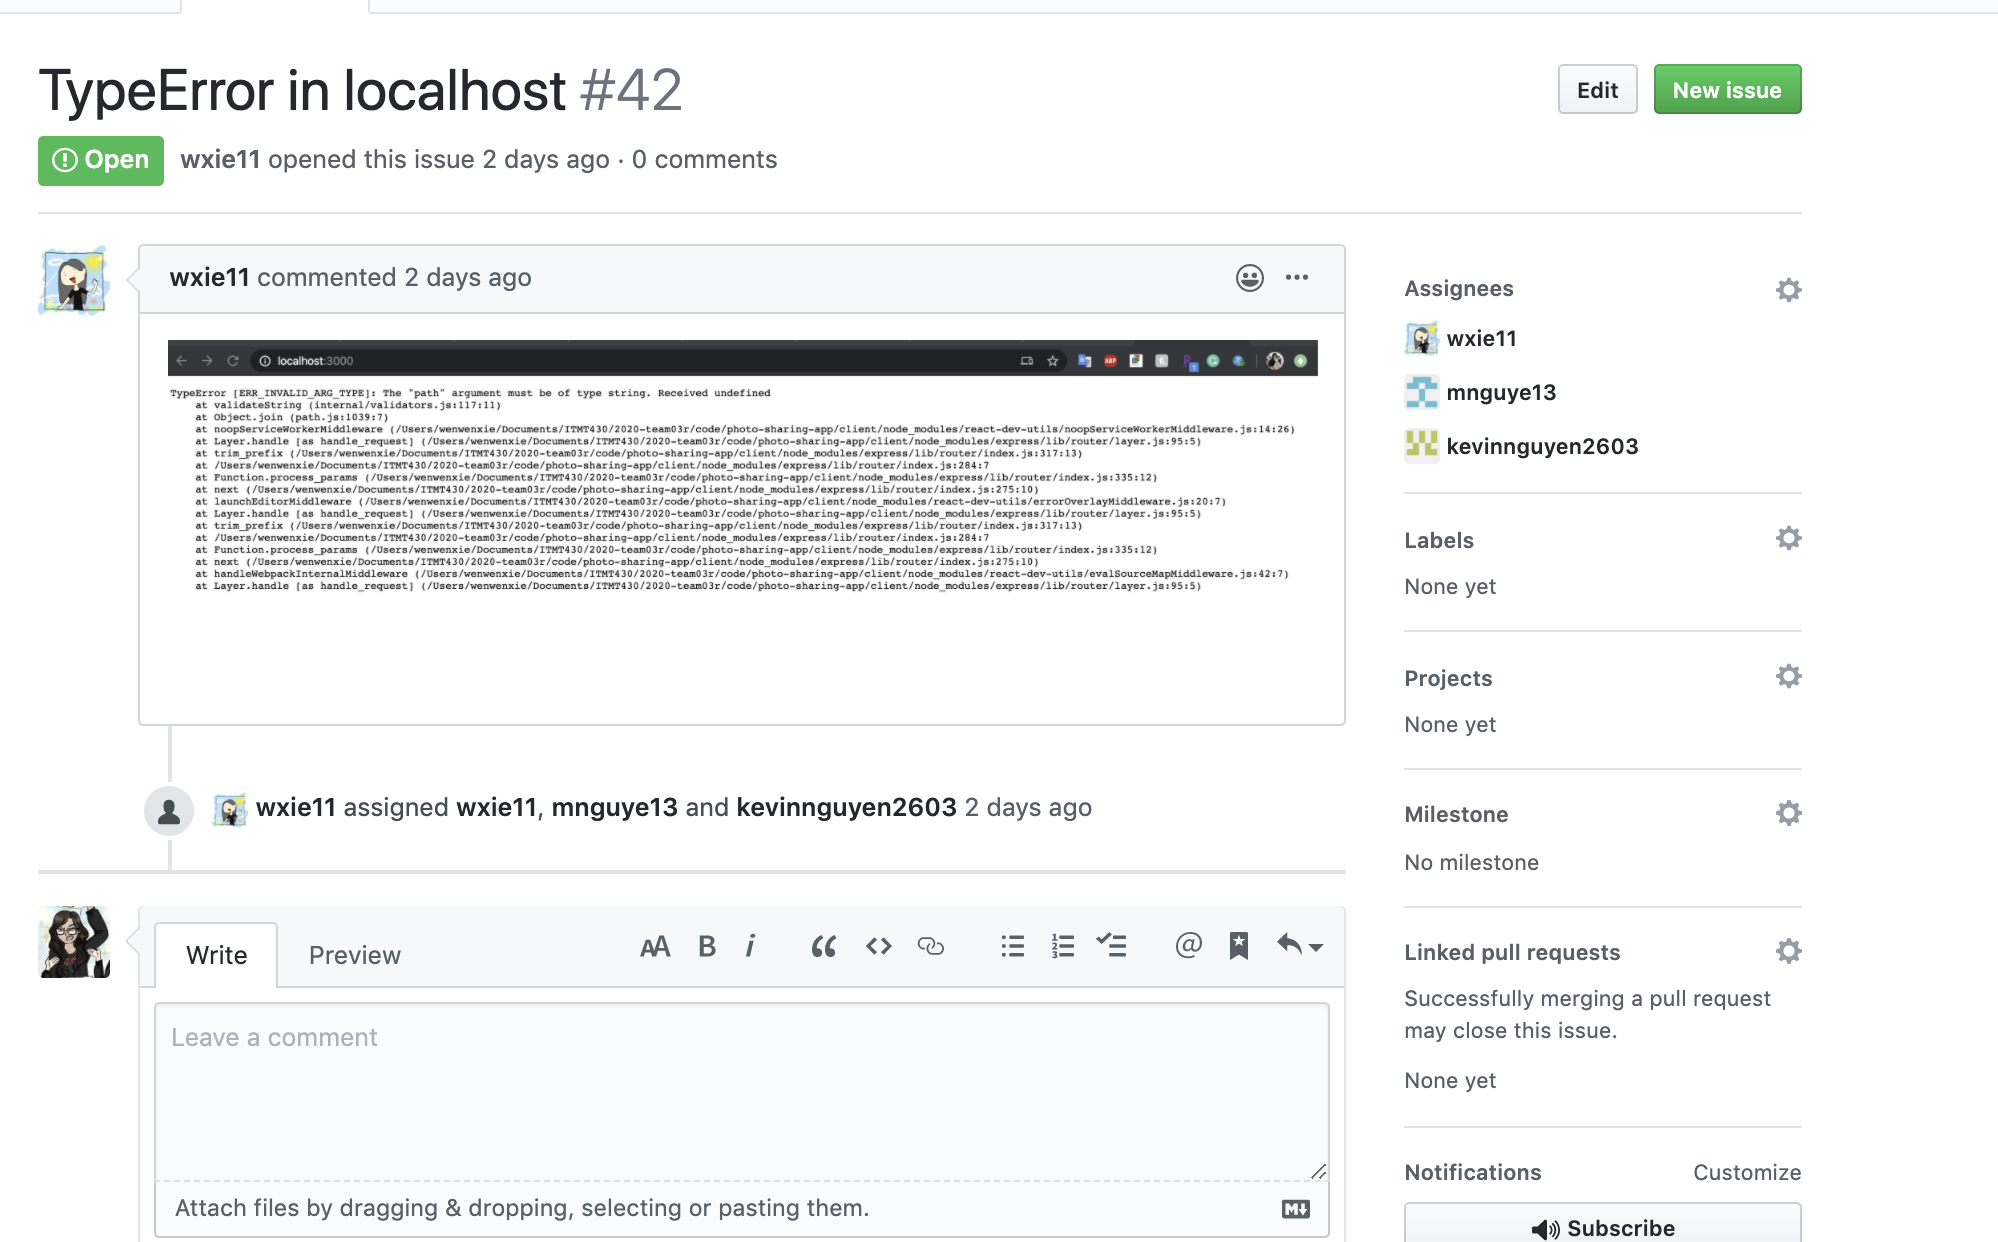 TypeError in localhost #42
Edit
New issue
Open
wxie11 opened this issue 2 days ago · 0 comments
wxie11 commented 2 days ago
localhost:3000
ABP
TypeError [ERR_INVALID_ARG_TYPE]: The "path" argument must be of type string. Received undefined
at validateString (internal/validators.js:117:11)
at Object.join (path.js:1039:7)
at noopServiceWorkerMiddleware (/Users/wenwenxie/Documents/ITMT430/2020-team03r/code/photo-sharing-app/client/node_modules/react-dev-utils/noopServiceWorkerMiddleware.js:14:26)
at Layer.handle [as handle_request] (/Users/wenwenxie/Documents/ITMT430/2020-team03r/code/photo-sharing-app/client/node_modules/express/lib/router/layer.js:95:5)
at trim_prefix (/Users/wenwenxie/Documents/ITMT430/2020-team03r/code/photo-sharing-app/client/node_modules/express/lib/router/index.js:317:13)
at /Users/wenwenxie/Documents/ITMT430/2020-team03r/code/photo-sharing-app/client/node_modules/express/lib/router/index.js:284:7
at Function.process_params (/Users/wenwenxie/Documents/ITMT430/2020-team03r/code/photo-sharing-app/client/node_modules/express/lib/router/index.js:335:12)
at next (/Users/wenwenxie/Documents/ITMT430/2020-team03r/code/photo-sharing-app/client/node_modules/express/lib/router/index.js:275:10)
at launchEditorMiddleware (/Users/wenwenxie/Documents/ITMT430/2020-team03r/code/photo-sharing-app/client/node_modules/react-dev-utils/errorOverlayMiddleware.js:20:7)
at Layer.handle [as handle_request] (/Users/wenwenxie/Documents/ITMT430/2020-team03r/code/photo-sharing-app/client/node_modules/express/lib/router/layer.js:95:5)
at trim_prefix (/Users/wenwenxie/Documents/ITMT430/2020-team03r/code/photo-sharing-app/client/node_modules/express/lib/router/index.js:317:13)
at /Users/wenwenxie/Documents/ITMT430/2020-team03r/code/photo-sharing-app/client/node_modules/express/lib/router/index.js:284:7
at Function.process_params (/Users/wenwenxie/Documents/ITMT430/2020-team03r/code/photo-sharing-app/client/node_modules/express/lib/router/index.js:335:12)
at next (/Users/wenwenxie/Documents/ITMT430/2020-team03r/code/photo-sharing-app/client/node_modules/express/lib/router/index.js:275:10)
at handleWebpackInternalMiddleware (/Users/wenwenxie/Documents/ITMT430/2020-team03r/code/photo-sharing-app/client/node_modules/react-dev-utils/evalSourceMapMiddleware.js:42:7)
at Layer.handle [as handle_request] (/Users/wenwenxie/Documents/ITMT430/2020-team03r/code/photo-sharing-app/client/node_modules/express/lib/router/layer.js:95:5)
wxie11 assigned wxie11, mnguye13 and kevinnguyen2603 2 days ago
Write
Preview
Leave a comment
Attach files by dragging & dropping, selecting or pasting them.
Assignees
wxie11
mnguye13
kevinnguyen2603
Labels
None yet
Projects
None yet
Milestone
No milestone
Linked pull requests
Successfully merging a pull request
may close this issue.
None yet
Notifications
Customize
Subscribe